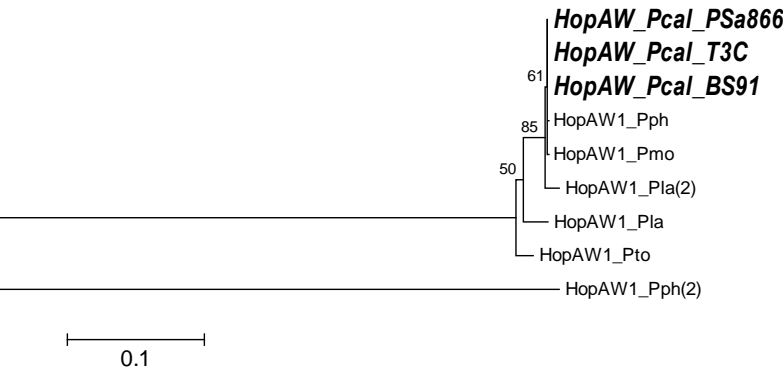 HopAW_Pcal_PSa866
HopAW_Pcal_T3C
61
HopAW_Pcal_BS91
HopAW1_Pph
85
HopAW1_Pmo
50
HopAW1_Pla(2)
HopAW1_Pla
HopAW1_Pto
HopAW1_Pph(2)
0.1